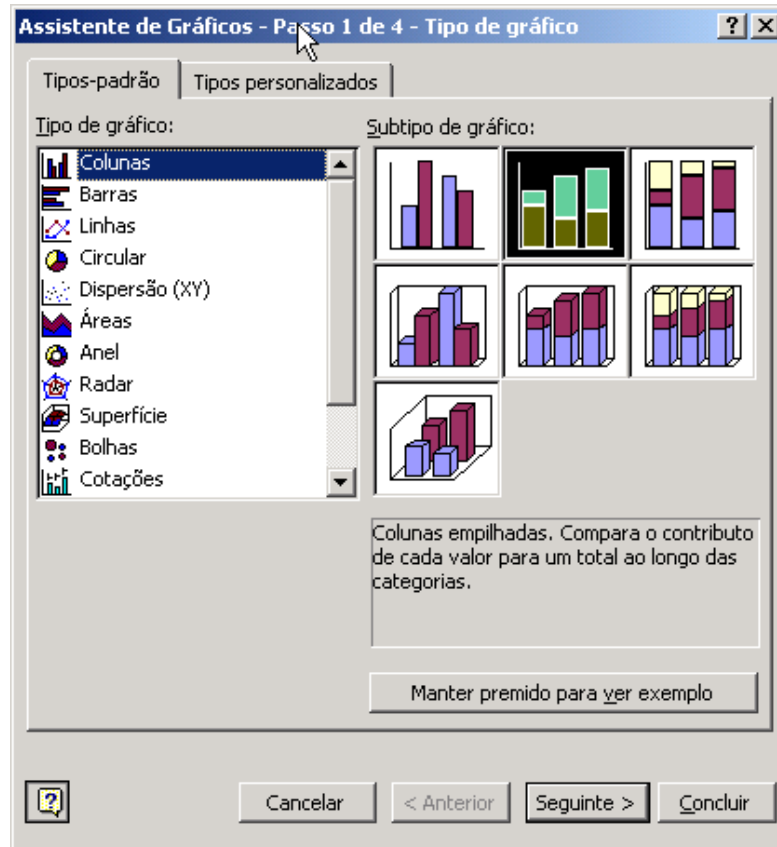 Assistente de Gráficos - Passo 1 de 4 - Tipo de gráfico
Tipos-padrão
Tipos personalizados
Tipo de gráfico:
Subtipo de gráfico:
Colunas
Barras
Linhas
Circular
Dispersão (XY)
Áreas
Anel
Radar
Superfície
Bolhas
Cotações
Colunas empilhadas. Compara o contributo
de cada valor para um total ao longo das
categorias.
Manter premido para ver exemplo
Cancelar
< Anterior
Seguinte >
Concluir